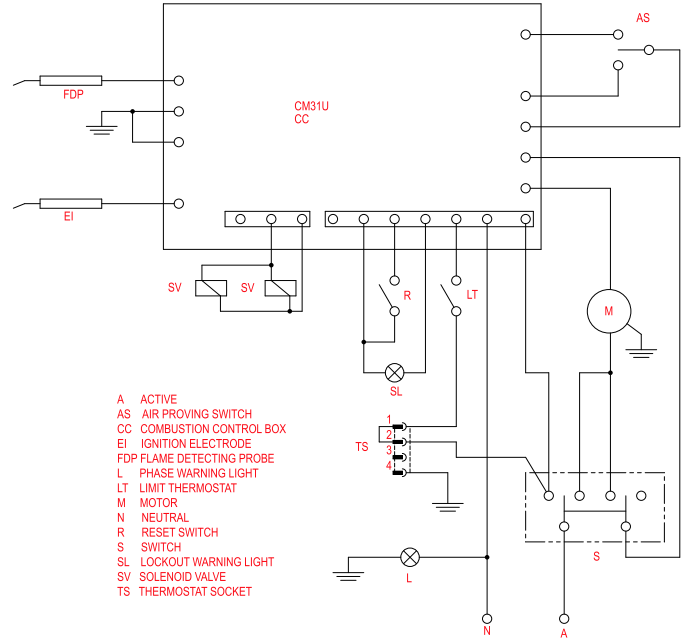 AS
FDP
CM31U
CC
EI
SV
SV
R
LT
M
SL
1
2
TS
3
4
A ACTIVE
AS AIR PROVING SWITCH
CC COMBUSTION CONTROL BOX
EI IGNITION ELECTRODE
FDP FLAME DETECTING PROBE
L PHASE WARNING LIGHT
LT LIMIT THERMOSTAT
M MOTOR
N NEUTRAL
R RESET SWITCH
S SWITCH
SL LOCKOUT WARNING LIGHT
SV SOLENOID VALVE
TS THERMOSTAT SOCKET
S
L
N
A